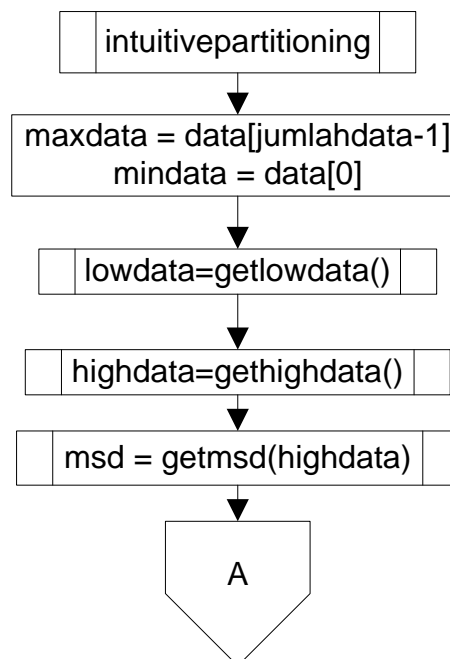 intuitivepartitioning
maxdata = data[jumlahdata-1]
mindata = data[0]
lowdata=getlowdata()
highdata=gethighdata()
msd = getmsd(highdata)
A